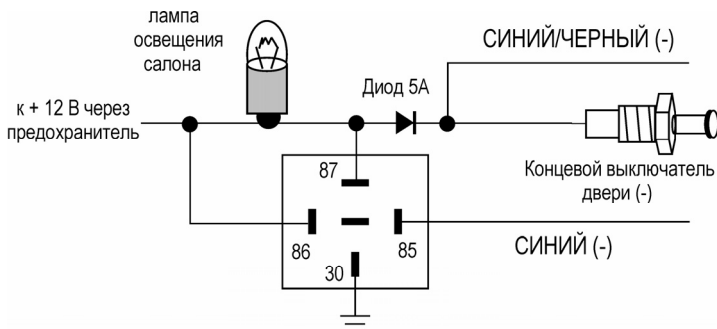 лампа
освещения
салона
СИНИЙ/ЧЕРНЫЙ (-)
Диод 5А
к + 12 В через
предохранитель
Концевой выключатель
двери (-)
87
86
85
30
СИНИЙ (-)